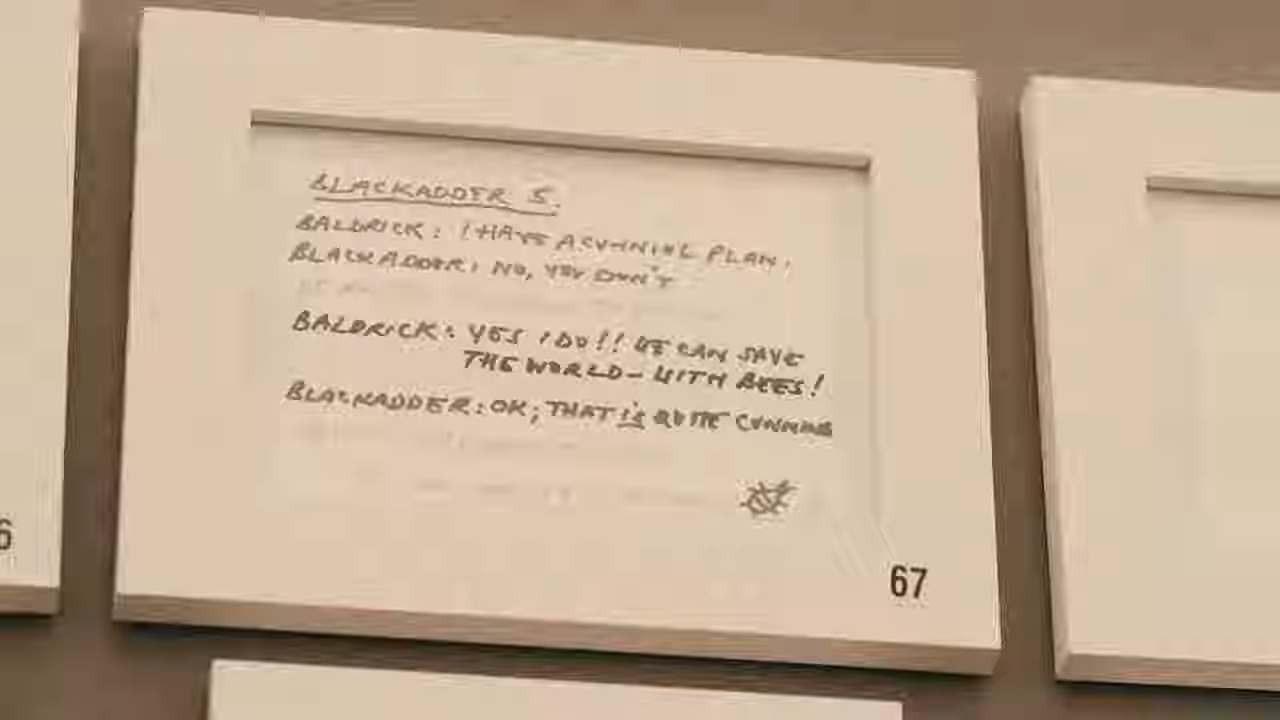 BLACKADDER 5.
BALDRICK: I HAVE A CUNNING PLAN.
BLACKADDER: NO, YOU DON'T
BALDRICK: YES I DO!! WE CAN SAVE
THE WORLD - WITH BEES!
BLACKADDER: OK; THAT is QUITE CUNNING
67
6